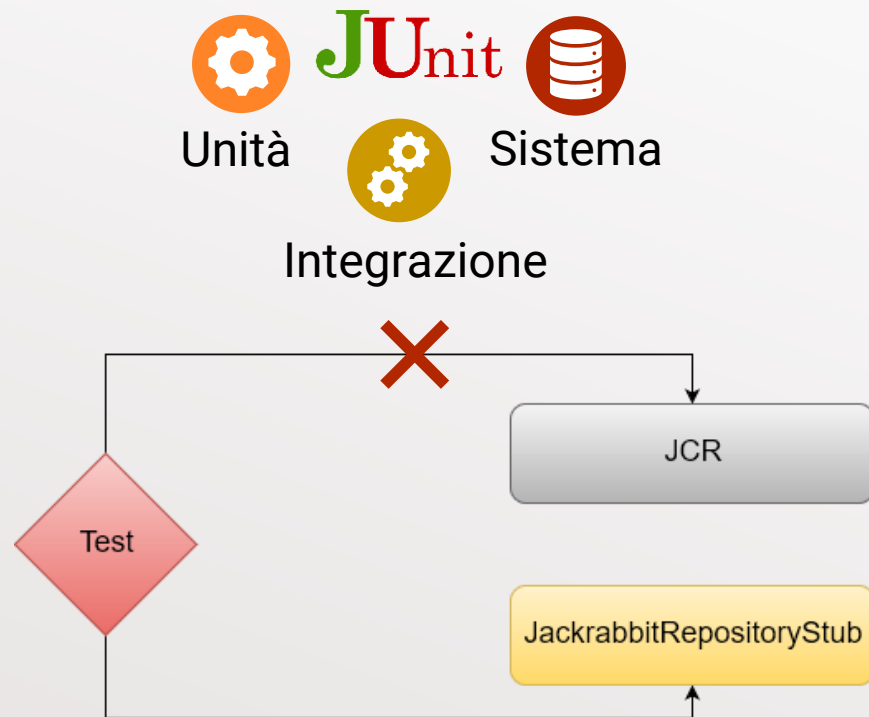 JUnit
Unità
Sistema
Integrazione
JCR
Test
JackrabbitRepositoryStub